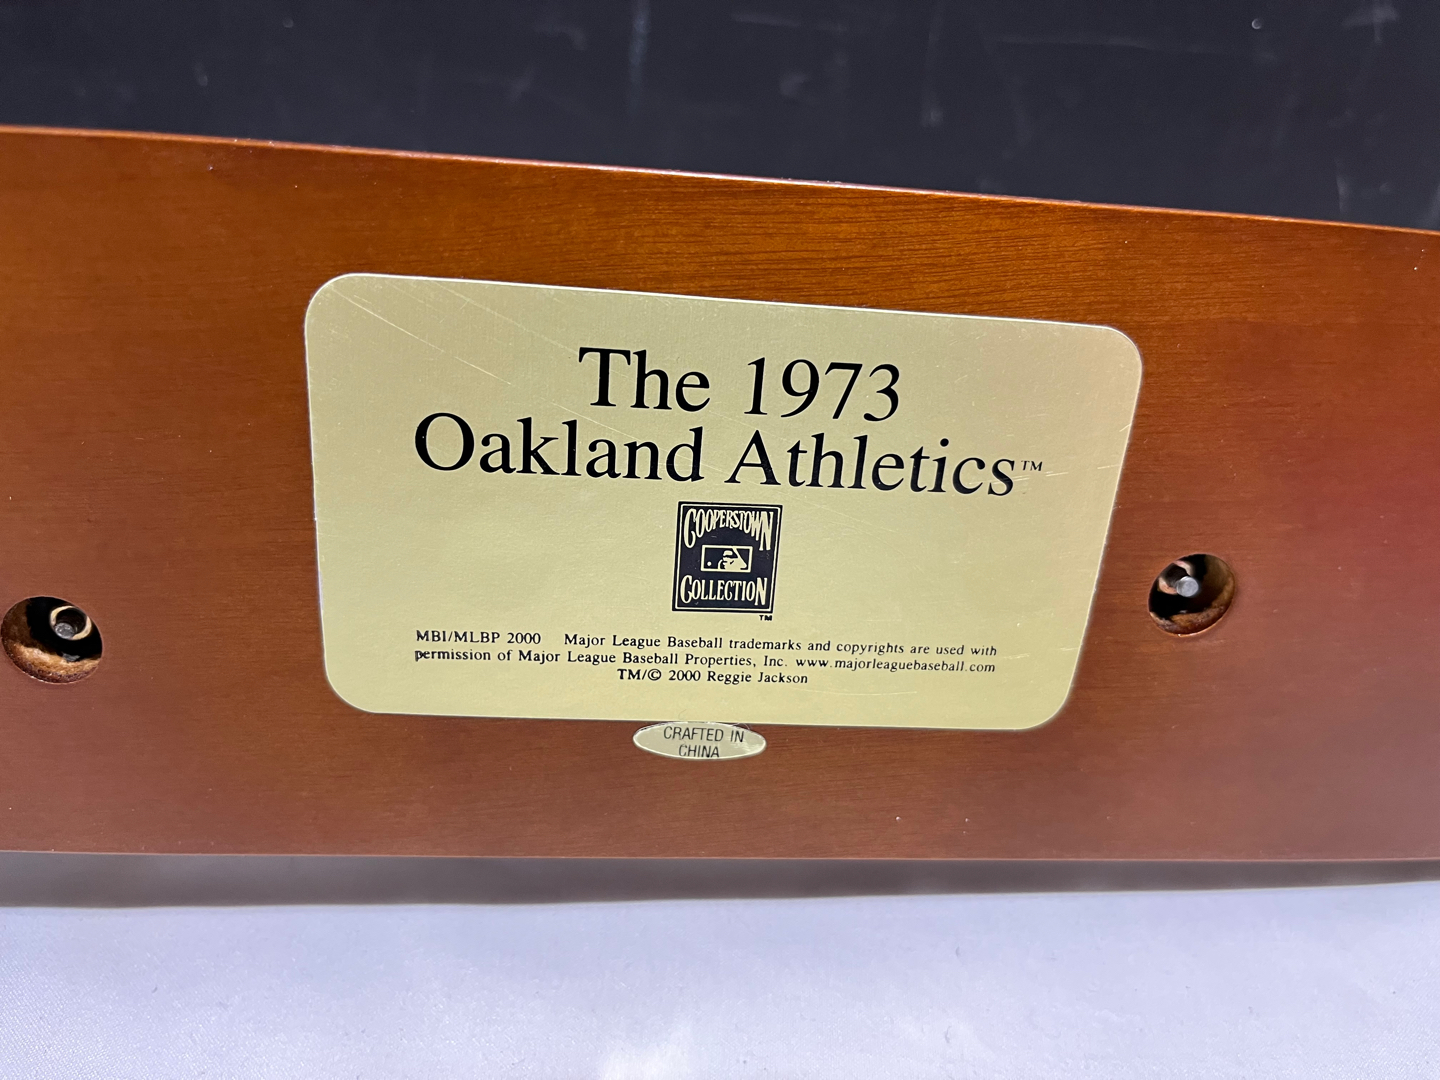 The 1973
Oakland Athletics™
COOPERSTOWN
COLLECTION
TM
MBI/MLBP 2000 Major League Baseball trademarks and copyrights are used with
permission of Major League Baseball Properties, Inc. www.majorleaguebaseball.com
TM/© 2000 Reggie Jackson
CRAFTED IN
CHINA